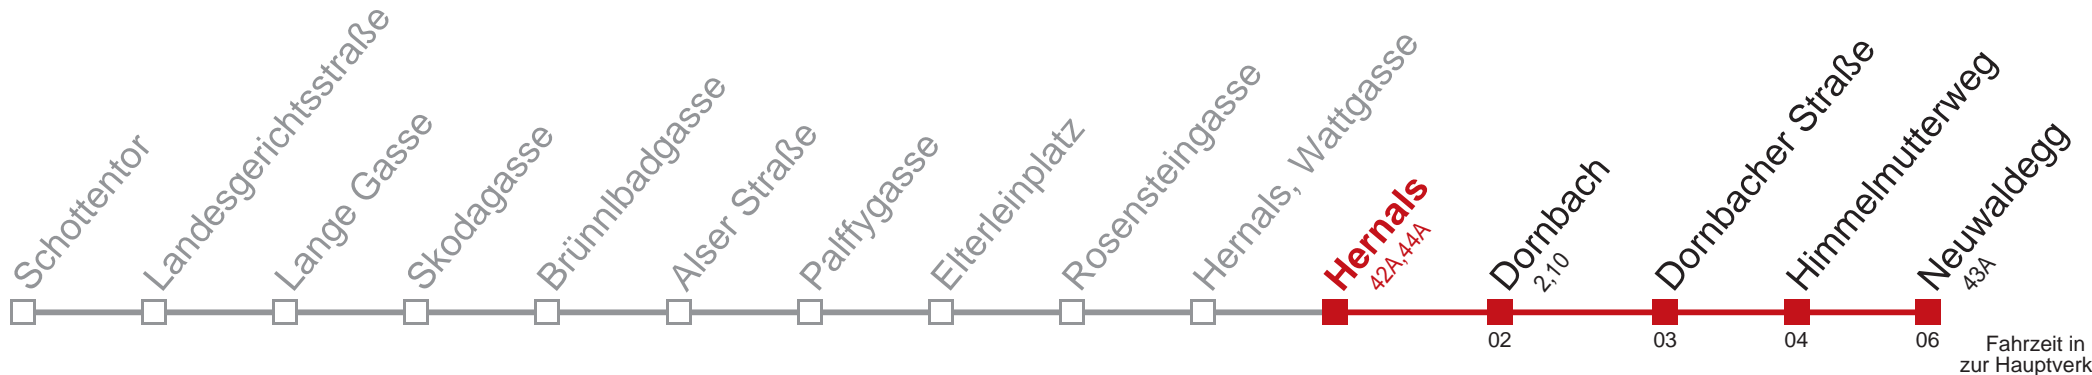 Schottentor
Landesgerichtsstraße
Lange Gasse
Skodagasse
Brünnlbadgasse
Alser Straße
Palffygasse
Elterleinplatz
Rosensteingasse
Hernals, Wattgasse
Hernals
42A,44A
Dornbach
2,10
Dornbacher Straße
Himmelmutterweg
Neuwaldegg
43A
02
03
04
06
Fahrzeit in
zur Hauptverk